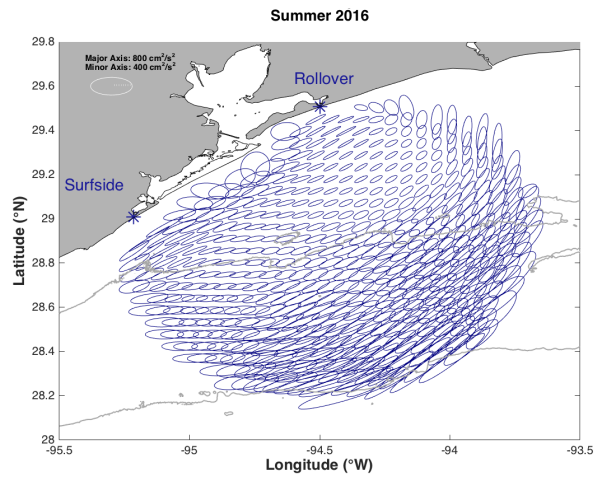 Summer 2016
Major Axis: 800 cm²/s²
Minor Axis: 400 cm²/s²
Rollover
Surfside
29.8
29.6
29.4
29.2
29
28.8
28.6
28.4
28.2
28
Latitude (°N)
-95.5 -95 -94.5 -94 -93.5
Longitude (°W)